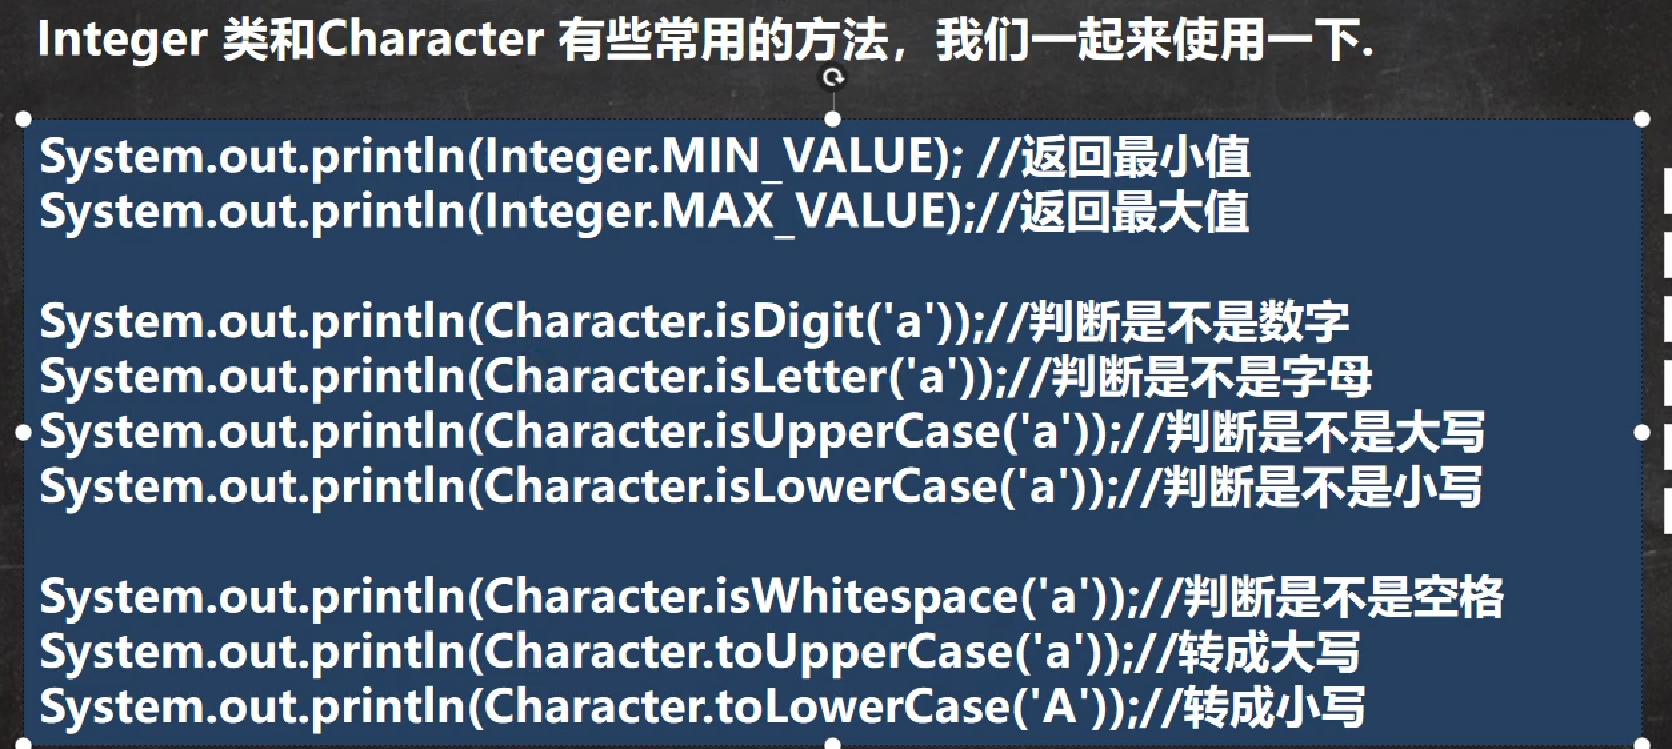 Integer 类和Character 有些常用的方法，我们一起来使用一下.
System.out.println(Integer.MIN_VALUE); //返回最小值
System.out.println(Integer.MAX_VALUE);//返回最大值
System.out.println(Character.isDigit('a'));//判断是不是数字
System.out.println(Character.isLetter('a'));//判断是不是字母
System.out.println(Character.isUpperCase('a'));//判断是不是大写
System.out.println(Character.isLowerCase('a'));//判断是不是小写
System.out.println(Character.isWhitespace('a'));//判断是不是空格
System.out.println(Character.toUpperCase('a'));//转成大写
System.out.println(Character.toLowerCase('A'));//转成小写